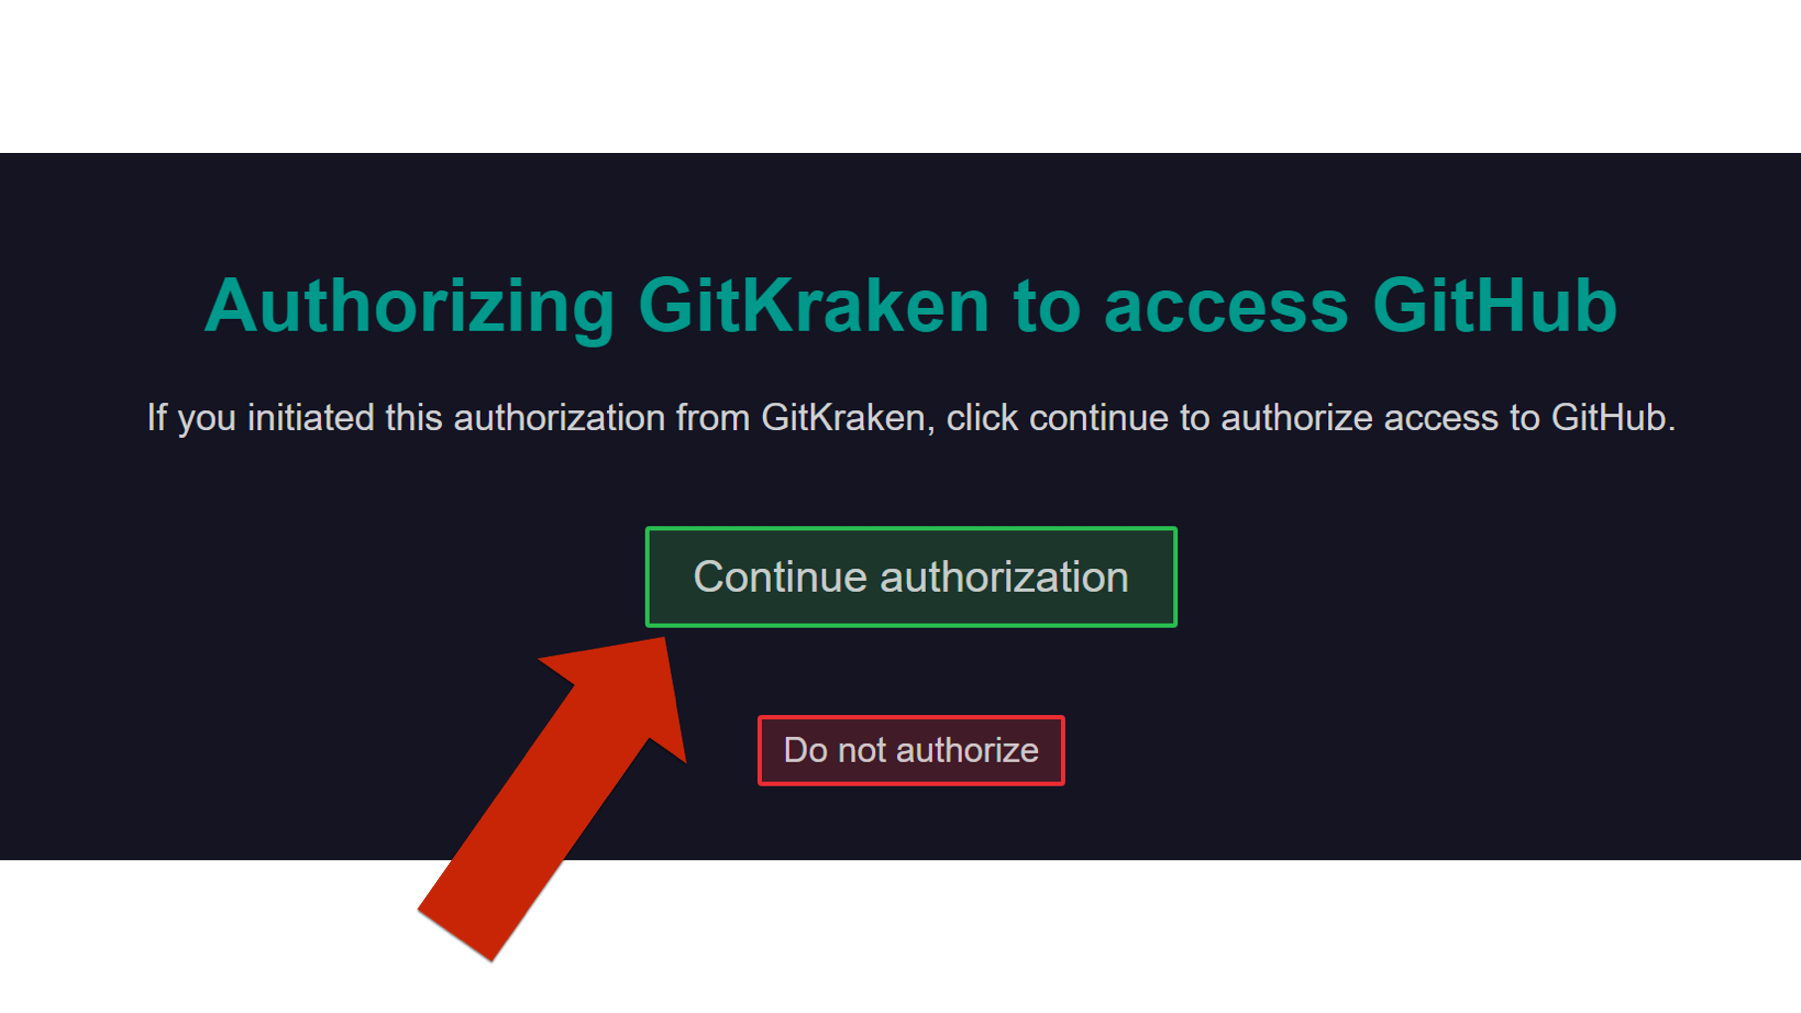 Authorizing GitKraken to access GitHub
If you initiated this authorization from GitKraken, click continue to authorize access to GitHub.
Continue authorization
Do not authorize